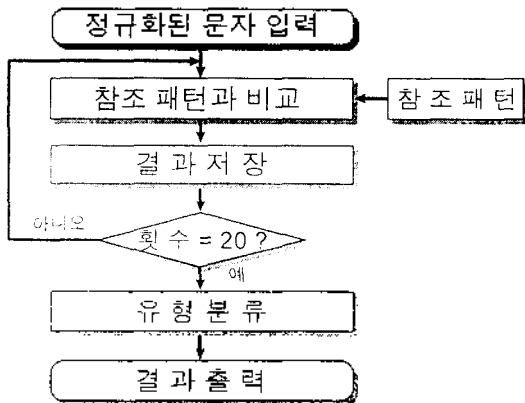 정규화된 문자 입력
참조 패턴과 비교
참 조 패 턴
결 과 저 장
아니오
횟 수 = 20 ?
예
유 형 분 류
결 과 출 력